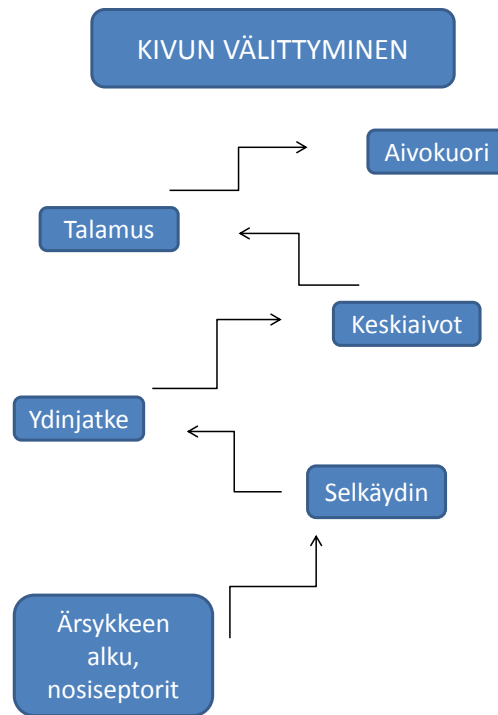 KIVUN VÄLITTYMINEN
Aivokuori
Talamus
Keskiaivot
Ydinjatke
Selkäydin
Ärsykkeen
alku,
nosiseptorit